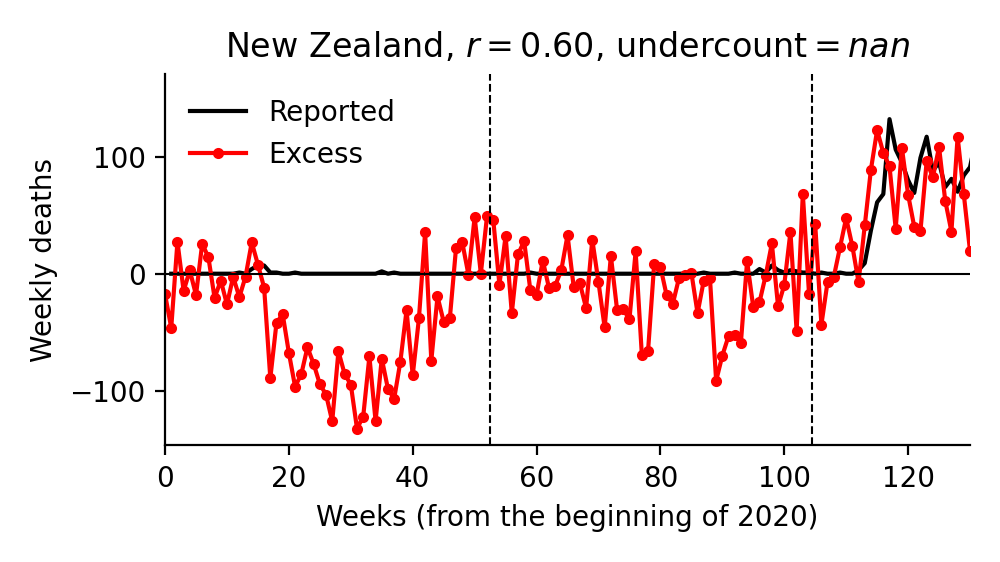 New Zealand, r = 0.60, undercount = nan
Reported
Excess
Weekly deaths
100
0
−100
0 20 40 60 80 100 120
Weeks (from the beginning of 2020)